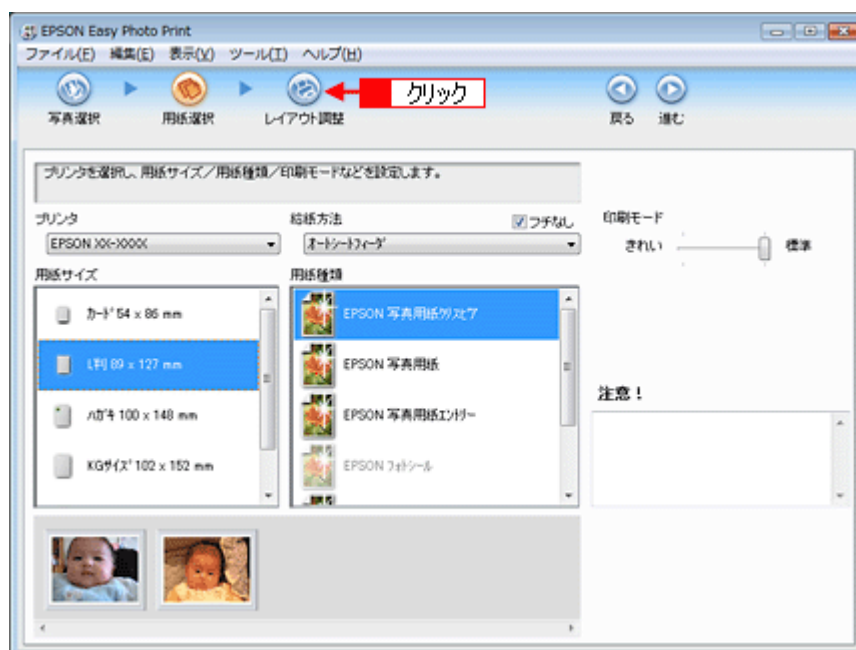 EPSON Easy Photo Print
ファイル(F) 編集(E) 表示(V) ツール(T) ヘルプ(H)
クリック
写真選択 用紙選択 レイアウト調整 戻る 進む
プリンタを選択し、用紙サイズ/用紙種類/印刷モードなどを設定します。
プリンタ 給紙方法 フチなし 印刷モード
EPSON XX-XXXX オートシートフィーダ きれい 標準
用紙サイズ 用紙種類
カード 54 x 86 mm EPSON 写真用紙クリスピア
L判 89 x 127 mm EPSON 写真用紙
注意!
ハガキ 100 x 148 mm EPSON 写真用紙エントリー
KGサイズ 102 x 152 mm EPSON フォトシール